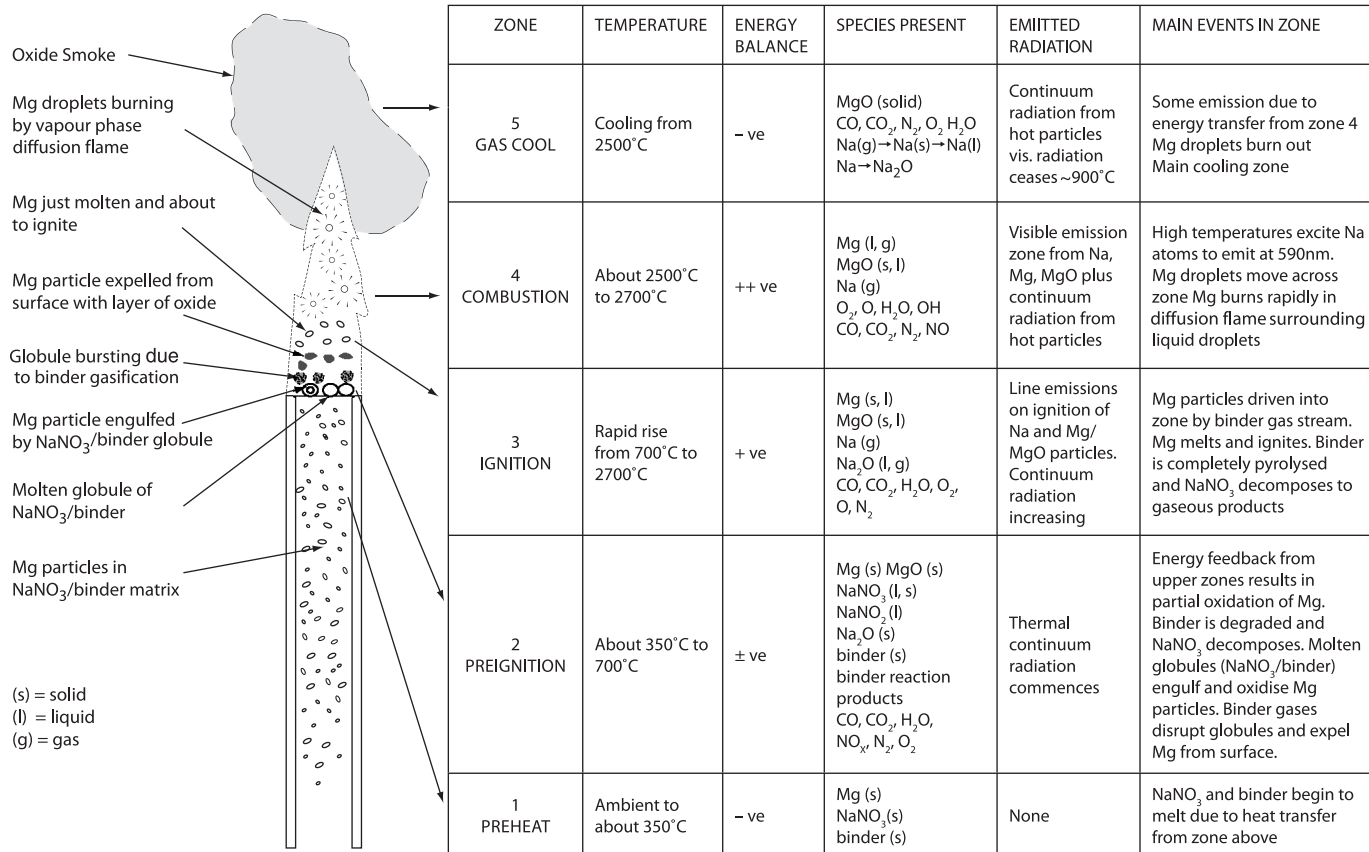 Oxide Smoke
Mg droplets burning
by vapour phase
diffusion flame
Mg just molten and about
to ignite
Mg particle expelled from
surface with layer of oxide
Globule bursting due
to binder gasification
Mg particle engulfed
by NaNO₃/binder globule
Molten globule of
NaNO₃/binder
Mg particles in
NaNO₃/binder matrix
(s) = solid
(l) = liquid
(g) = gas
ZONE
TEMPERATURE
ENERGY
BALANCE
SPECIES PRESENT
EMIITTED
RADIATION
MAIN EVENTS IN ZONE
5
GAS COOL
Cooling from
2500˚C
– ve
MgO (solid)
CO, CO₂, N₂, O₂ H₂O
Na(g)→Na(s)→Na(l)
Na→Na₂O
Continuum
radiation from
hot particles
vis. radiation
ceases ~900˚C
Some emission due to
energy transfer from zone 4
Mg droplets burn out
Main cooling zone
4
COMBUSTION
About 2500˚C
to 2700˚C
++ ve
Mg (l, g)
MgO (s, l)
Na (g)
O₂, O, H₂O, OH
CO, CO₂, N₂, NO
Visible emission
zone from Na,
Mg, MgO plus
continuum
radiation from
hot particles
High temperatures excite Na
atoms to emit at 590nm.
Mg droplets move across
zone Mg burns rapidly in
diffusion flame surrounding
liquid droplets
3
IGNITION
Rapid rise
from 700˚C to
2700˚C
+ ve
Mg (s, l)
MgO (s, l)
Na (g)
Na₂O (l, g)
CO, CO₂, H₂O, O₂,
O, N₂
Line emissions
on ignition of
Na and Mg/
MgO particles.
Continuum
radiation
increasing
Mg particles driven into
zone by binder gas stream.
Mg melts and ignites. Binder
is completely pyrolysed
and NaNO₃ decomposes to
gaseous products
2
PREIGNITION
About 350˚C to
700˚C
± ve
Mg (s) MgO (s)
NaNO₃ (l, s)
NaNO₂ (l)
Na₂O (s)
binder (s)
binder reaction
products
CO, CO₂, H₂O,
NOₓ, N₂, O₂
Thermal
continuum
radiation
commences
Energy feedback from
upper zones results in
partial oxidation of Mg.
Binder is degraded and
NaNO₃ decomposes. Molten
globules (NaNO₃/binder)
engulf and oxidise Mg
particles. Binder gases
disrupt globules and expel
Mg from surface.
1
PREHEAT
Ambient to
about 350˚C
– ve
Mg (s)
NaNO₃(s)
binder (s)
None
NaNO₃ and binder begin to
melt due to heat transfer
from zone above